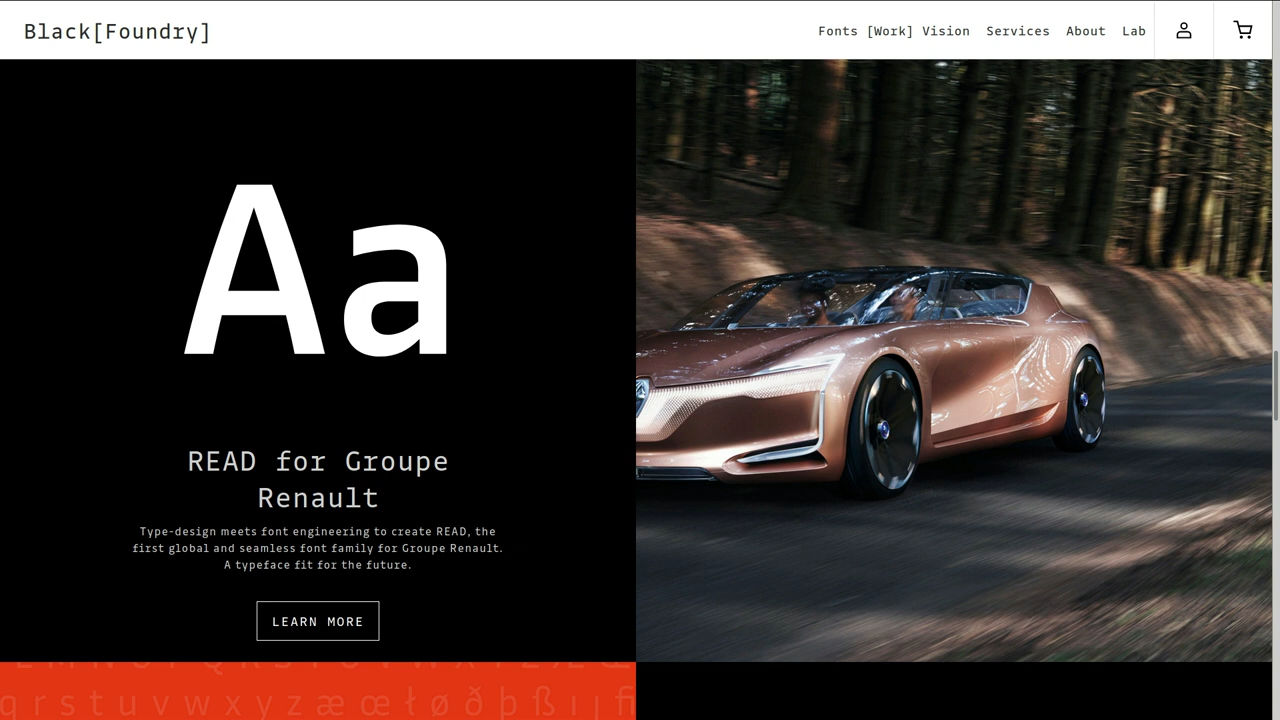 Black[Foundry]
Fonts [Work] Vision Services About Lab
Aa
READ for Groupe
Renault
Type-design meets font engineering to create READ, the
first global and seamless font family for Groupe Renault.
A typeface fit for the future.
LEARN MORE
q r s t u v w x y z æ œ ł ø ð þ ß ı ȷ ﬁ